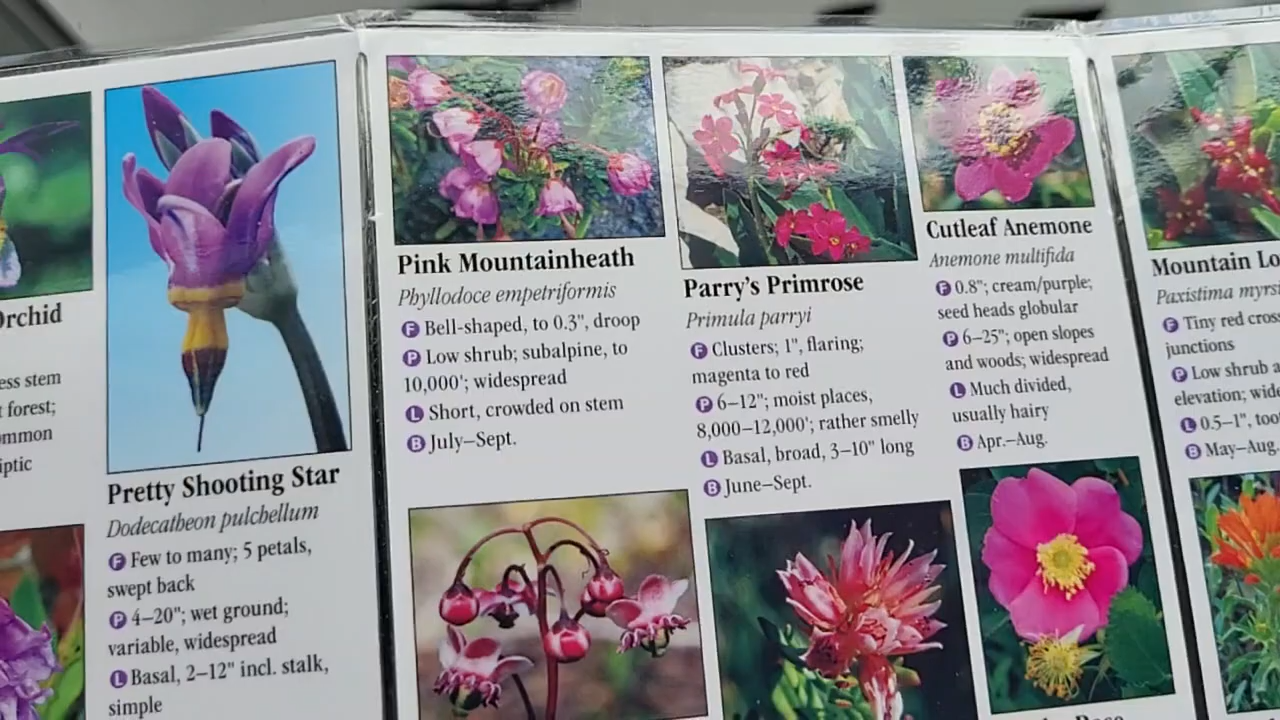 Orchid
ess stem
forest;
mmon
iptic
Pretty Shooting Star
Dodecatheon pulchellum
F Few to many; 5 petals,
swept back
P 4–20"; wet ground;
variable, widespread
L Basal, 2–12" incl. stalk,
simple
Pink Mountainheath
Phyllodoce empetriformis
F Bell-shaped, to 0.3", droop
P Low shrub; subalpine, to
10,000'; widespread
L Short, crowded on stem
B July–Sept.
Parry's Primrose
Primula parryi
F Clusters; 1", flaring;
magenta to red
P 6–12"; moist places,
8,000–12,000'; rather smelly
L Basal, broad, 3–10" long
B June–Sept.
Cutleaf Anemone
Anemone multifida
F 0.8"; cream/purple;
seed heads globular
P 6–25"; open slopes
and woods; widespread
L Much divided,
usually hairy
B Apr.–Aug.
Mountain Lo
Paxistima myrsi
F Tiny red cros
junctions
P Low shrub a
elevation; wide
L 0.5–1", too
B May–Aug.